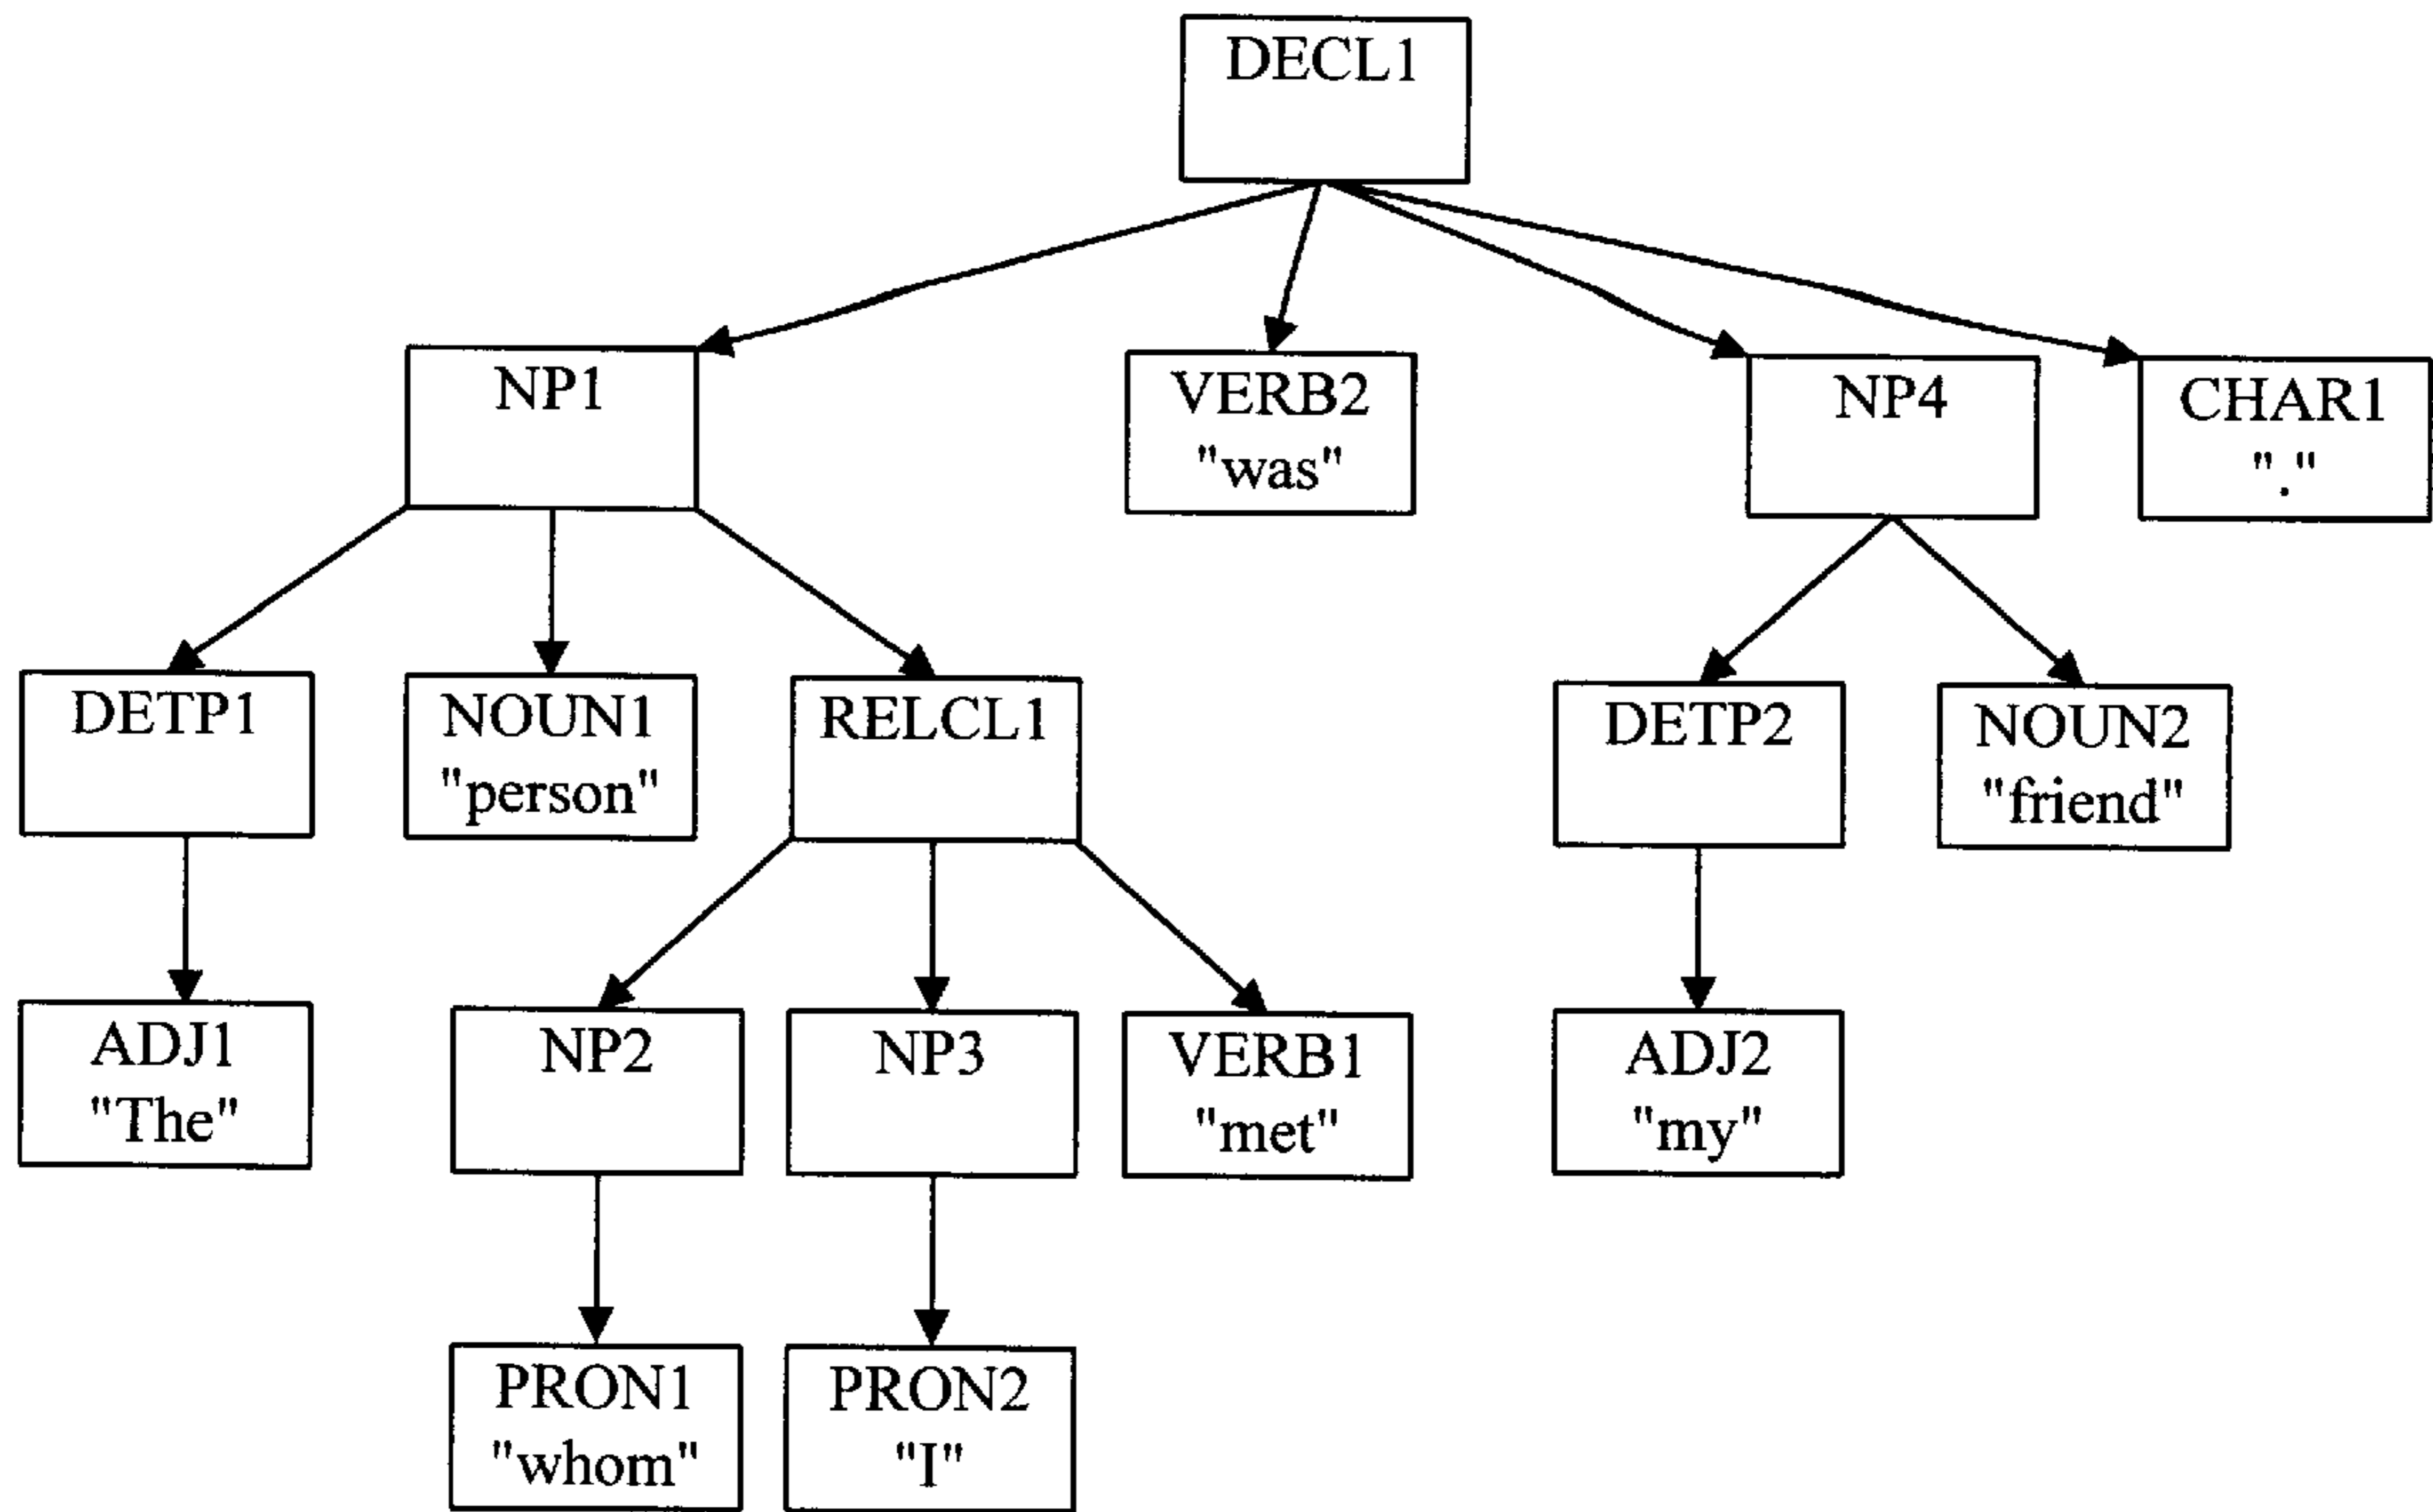 DECL1
NP1
VERB2
"was"
NP4
CHAR1
"."
DETP1
NOUN1
"person"
RELCL1
DETP2
NOUN2
"friend"
ADJ1
"The"
NP2
NP3
VERB1
"met"
ADJ2
"my"
PRON1
"whom"
PRON2
"I"